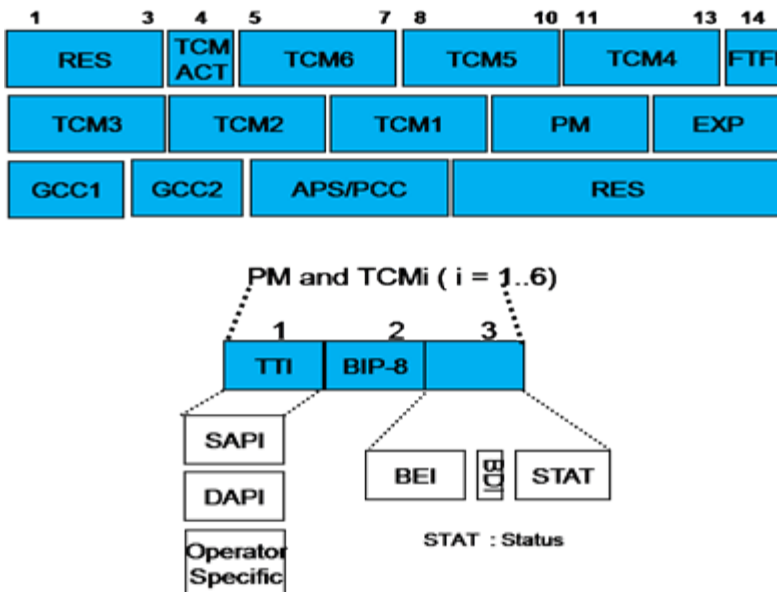 1 3 4 5 7 8 10 11 13 14
RES TCM ACT TCM6 TCM5 TCM4
TCM3 TCM2 TCM1 PM EXP
GCC1 GCC2 APS/PCC RES
PM and TCMi ( i = 1..6)
1 2 3
TTI BIP-8
SAPI
BEI BDI STAT
DAPI
STAT : Status
Operator
Specific